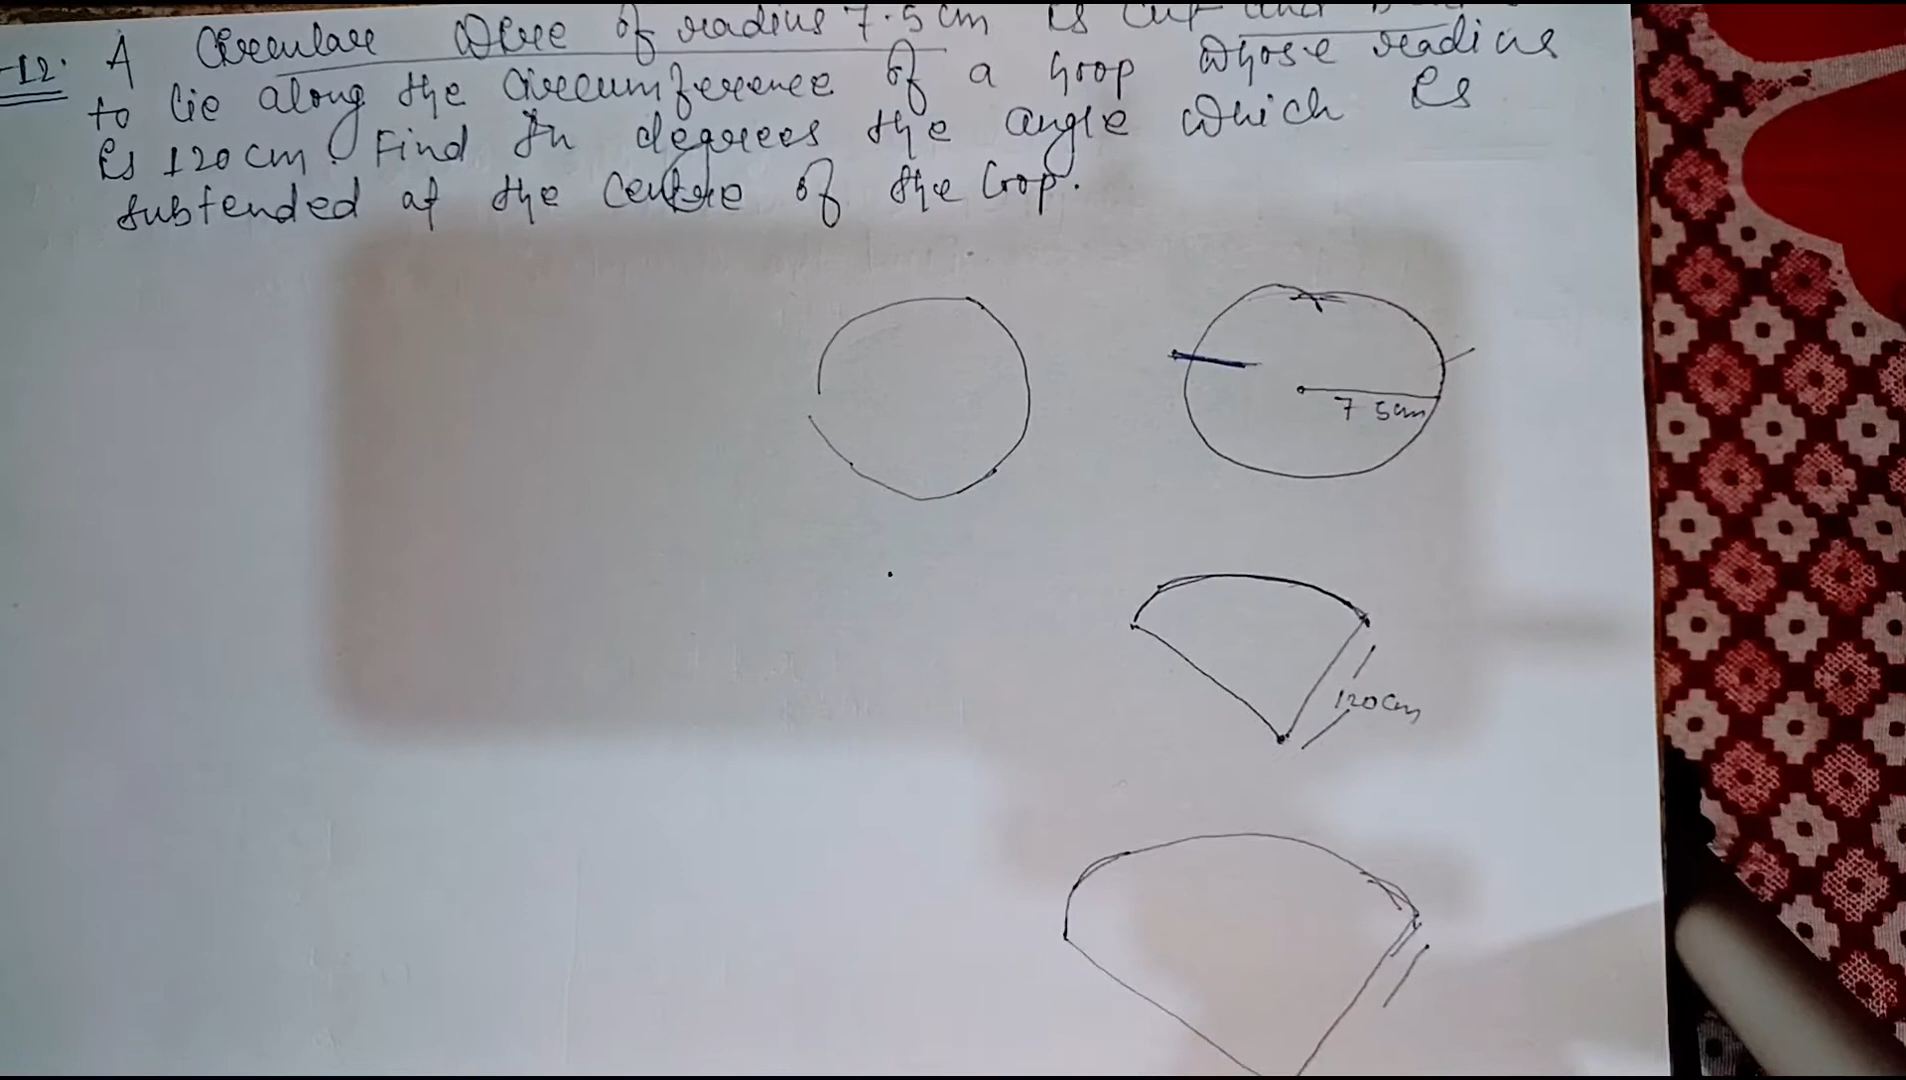 12. A Circular Wire of radius 7.5 cm is cut and
to lie along the circumference of a hoop whose radius
is 120 cm. Find in degrees the angle which is
subtended at the centre of the Loop.
7 5cm
120cm